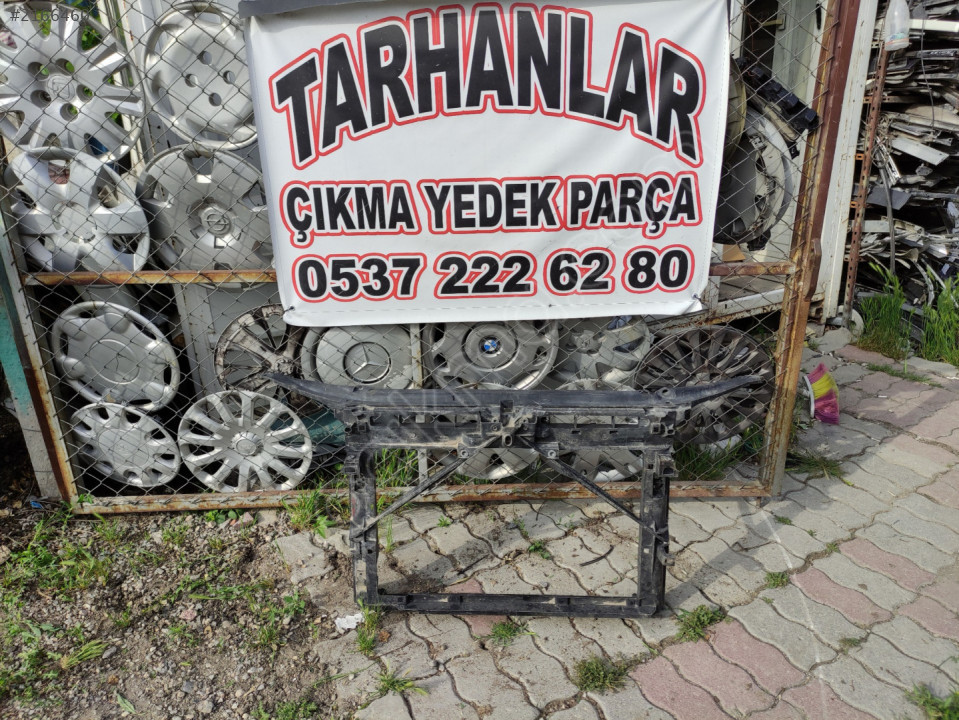 TARHANLAR
ÇIKMA YEDEK PARÇA
0537 222 62 80